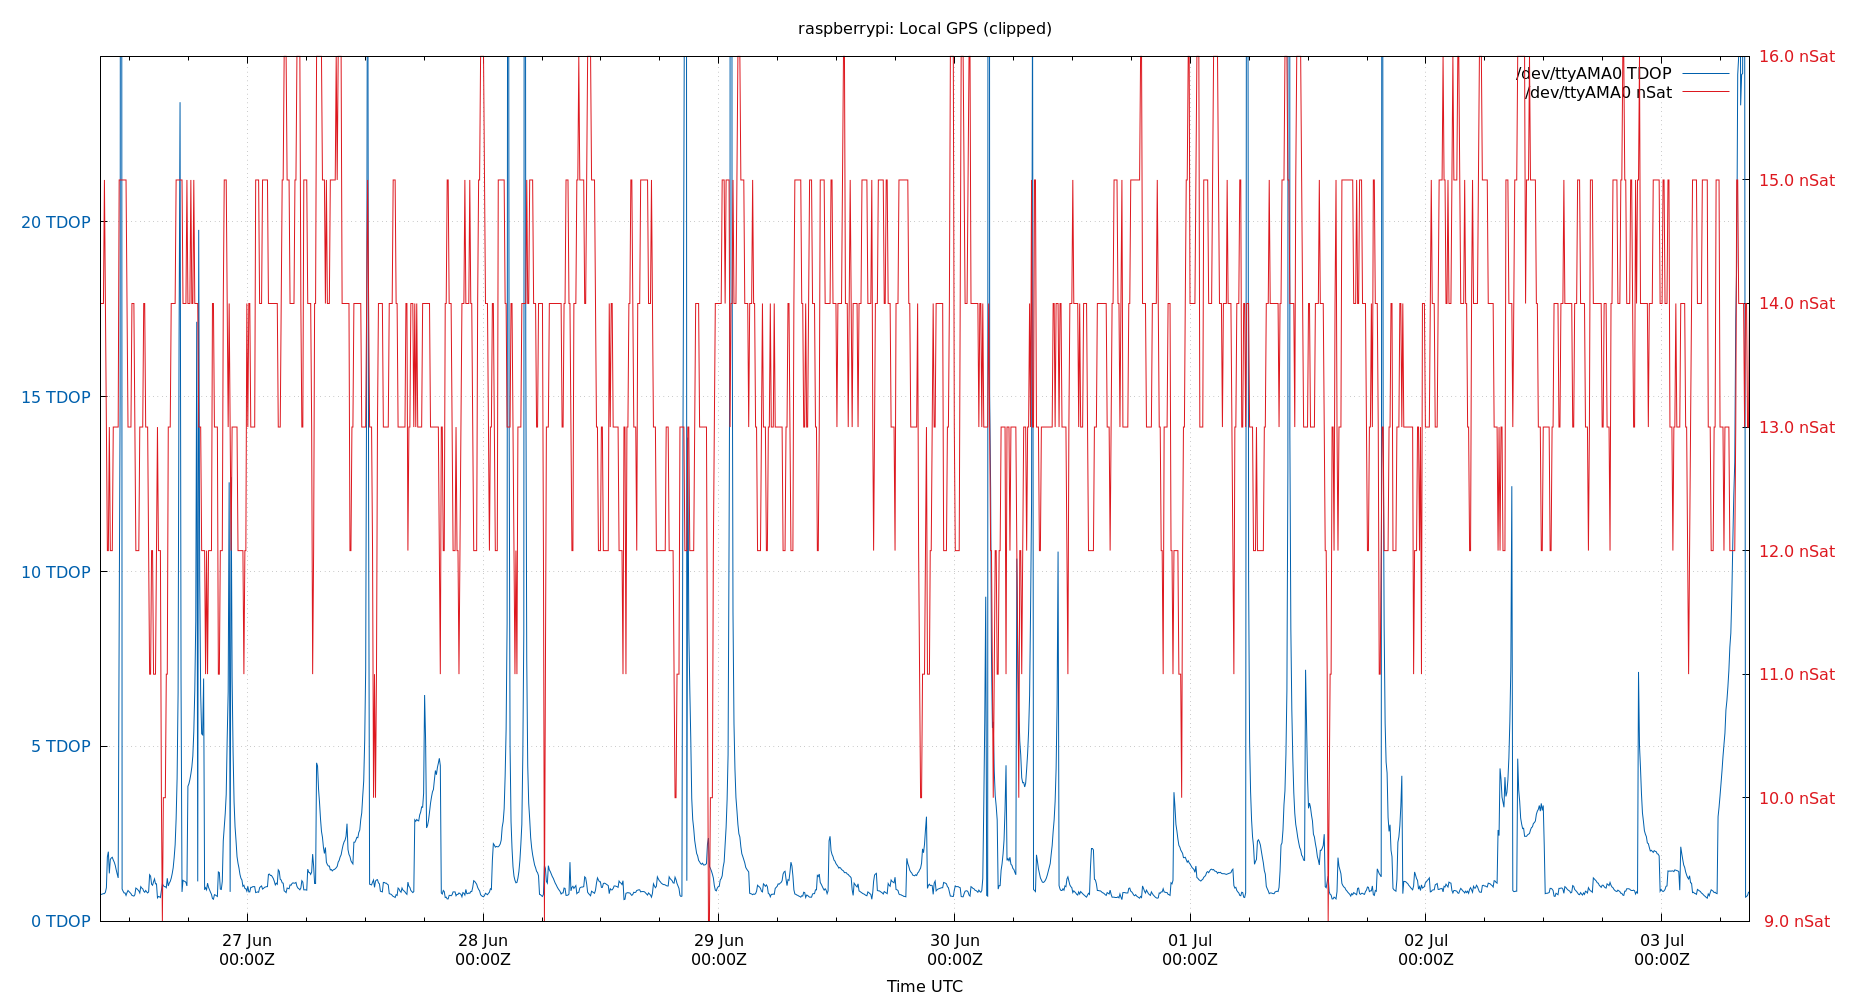 raspberrypi: Local GPS (clipped)
16.0 nSat
/dev/ttyAMA0 TDOP
/dev/ttyAMA0 nSat
15.0 nSat
20 TDOP
14.0 nSat
15 TDOP
13.0 nSat
12.0 nSat
10 TDOP
11.0 nSat
5 TDOP
10.0 nSat
0 TDOP
9.0 nSat
27 Jun
00:00Z
28 Jun
00:00Z
29 Jun
00:00Z
30 Jun
00:00Z
01 Jul
00:00Z
02 Jul
00:00Z
03 Jul
00:00Z
Time UTC